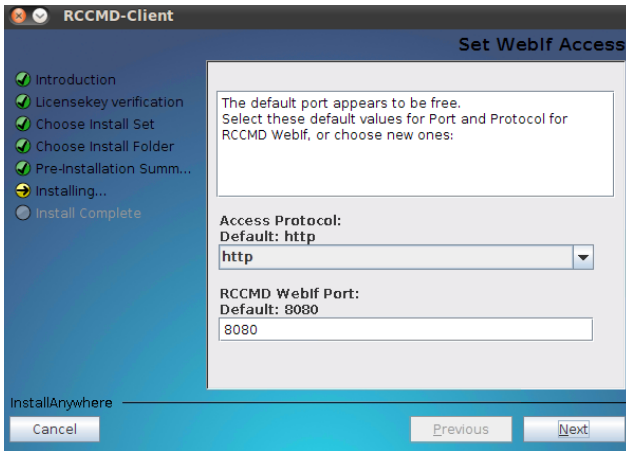 RCCMD-Client
Set WebIf Access
Introduction
Licensekey verification
Choose Install Set
Choose Install Folder
Pre-Installation Summ...
Installing...
Install Complete
The default port appears to be free.
Select these default values for Port and Protocol for
RCCMD WebIf, or choose new ones:
Access Protocol:
Default: http
http
RCCMD WebIf Port:
Default: 8080
8080
InstallAnywhere
Cancel
Previous
Next